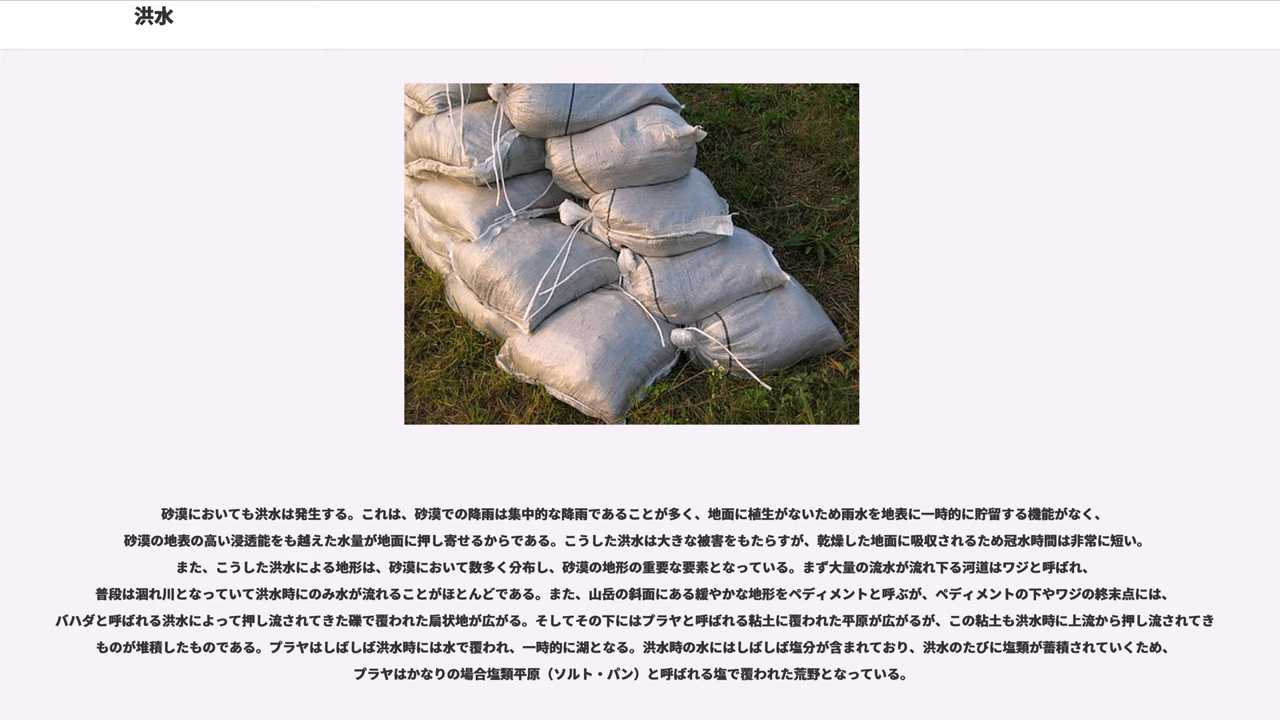 洪水
砂漠においても洪水は発生する。これは、砂漠での降雨は集中的な降雨であることが多く、地面に植生がないため雨水を地表に一時的に貯留する機能がなく、
砂漠の地表の高い浸透能をも越えた水量が地面に押し寄せるからである。こうした洪水は大きな被害をもたらすが、乾燥した地面に吸収されるため冠水時間は非常に短い。
また、こうした洪水による地形は、砂漠において数多く分布し、砂漠の地形の重要な要素となっている。まず大量の流水が流れ下する河道はワジと呼ばれ、
普段は涸れ川となっていて洪水時にのみ水が流れることがほとんどである。また、山岳の斜面にある緩やかな地形をペディメントと呼ぶが、ペディメントの下やワジの終末点には、
バハダと呼ばれる洪水によって押し流されてきた礫で覆われた扇状地が広がる。そしてその下にはプラヤと呼ばれる粘土に覆われた平原が広がるが、この粘土も洪水時に上流から押し流されてき
ものが堆積したものである。プラヤはしばしば洪水時には水で覆われ、一時的に湖となる。洪水時の水にはしばしば塩分が含まれており、洪水のたびに塩類が蓄積されていくため、
プラヤはかなりの場合塩類平原（ソルト・パン）と呼ばれる塩で覆われた荒野となっている。